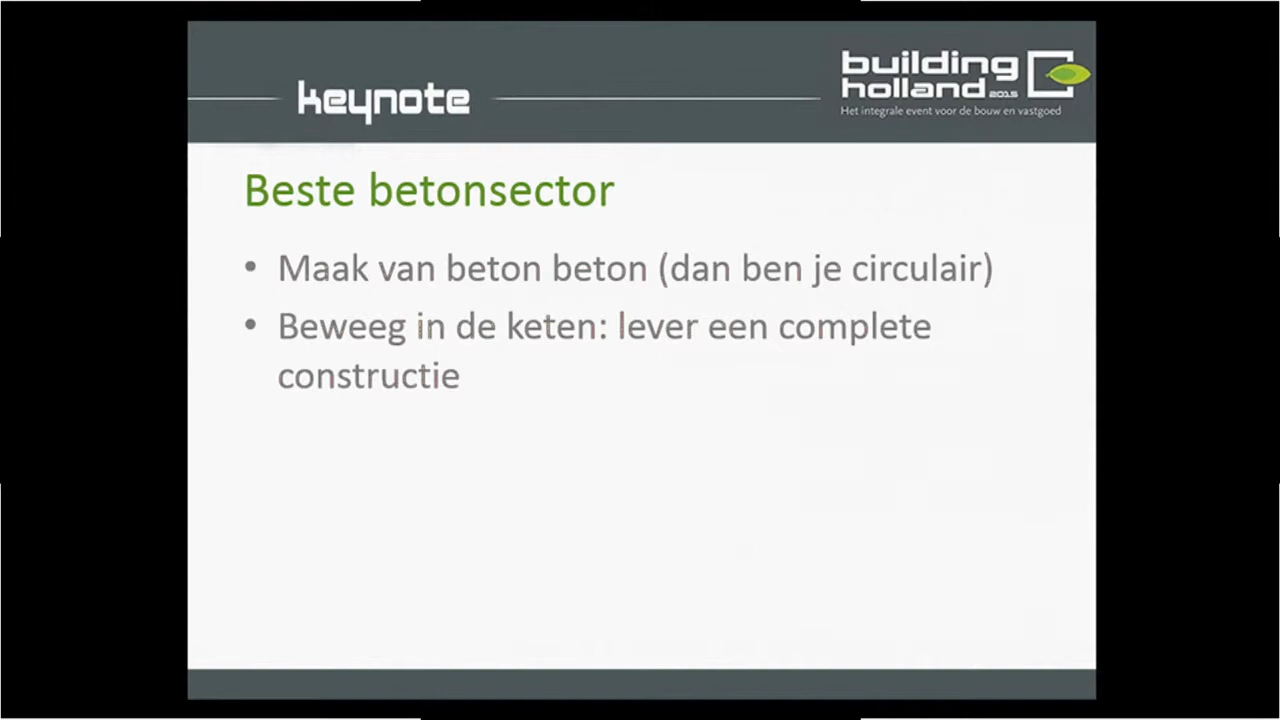 keynote
building
holland 2015
Het integrale event voor de bouw en vastgoed
Beste betonsector
• Maak van beton beton (dan ben je circulair)
• Beweeg in de keten: lever een complete
constructie